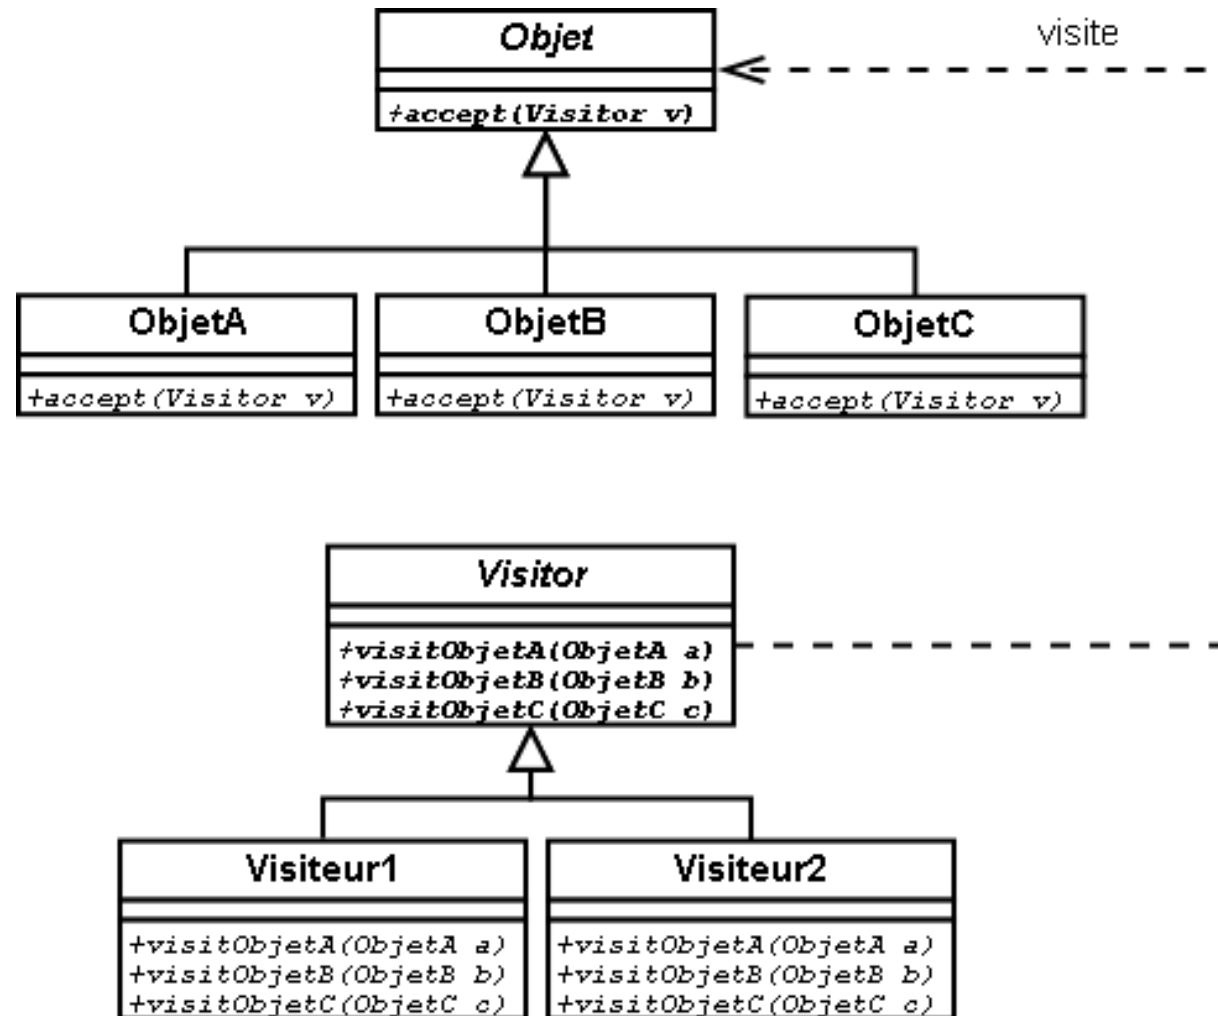 Objet
visite
+accept(Visitor v)
ObjetA
ObjetB
ObjetC
+accept(Visitor v)
+accept(Visitor v)
+accept(Visitor v)
Visitor
+visitObjetA(ObjetA a)
+visitObjetB(ObjetB b)
+visitObjetC(ObjetC c)
Visiteur1
+visitObjetA(ObjetA a)
+visitObjetB(ObjetB b)
+visitObjetC(ObjetC c)
Visiteur2
+visitObjetA(ObjetA a)
+visitObjetB(ObjetB b)
+visitObjetC(ObjetC c)